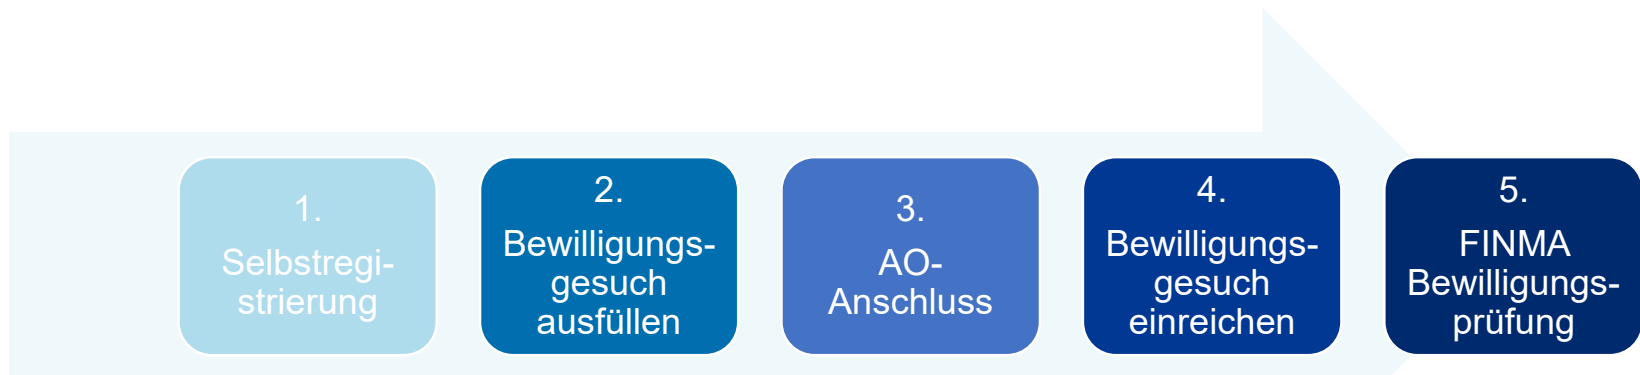 1.
Selbstregi-
strierung
2.
Bewilligungs-
gesuch
ausfüllen
3.
AO-
Anschluss
4.
Bewilligungs-
gesuch
einreichen
5.
FINMA
Bewilligungs-
prüfung